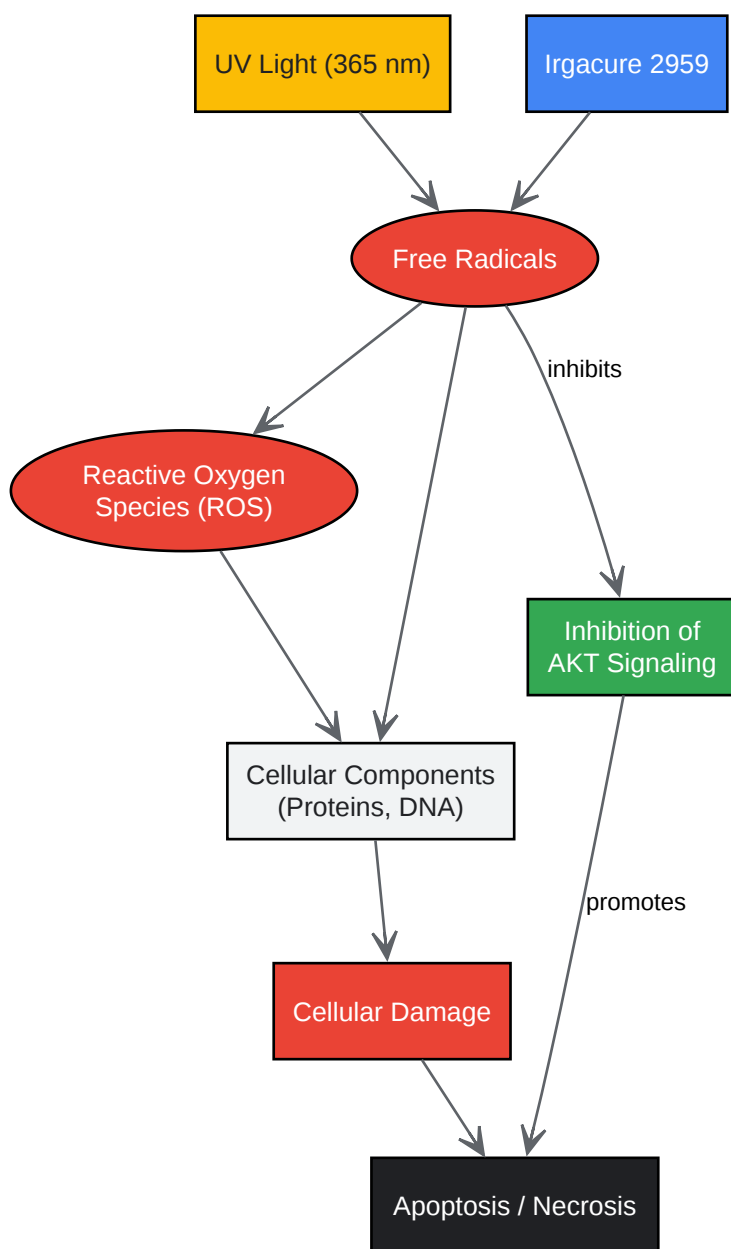 UV Light (365 nm)
Irgacure 2959
Free Radicals
inhibits
Reactive Oxygen
Species (ROS)
Inhibition of
AKT Signaling
Cellular Components
(Proteins, DNA)
promotes
Cellular Damage
Apoptosis / Necrosis